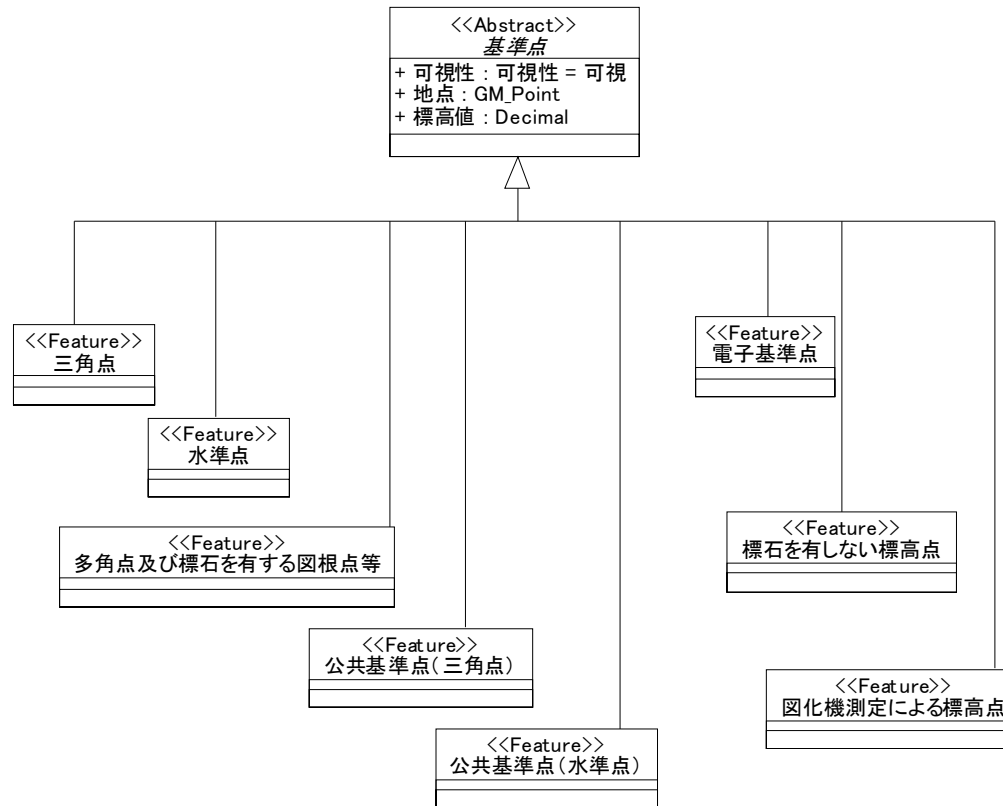 <<Abstract>>
基準点
+ 可視性 : 可視性 = 可視
+ 地点 : GM_Point
+ 標高値 : Decimal
<<Feature>>
三角点
<<Feature>>
電子基準点
<<Feature>>
水準点
<<Feature>>
多角点及び標石を有する図根点等
<<Feature>>
標石を有しない標高点
<<Feature>>
公共基準点(三角点)
<<Feature>>
図化機測定による標高点
<<Feature>>
公共基準点(水準点)